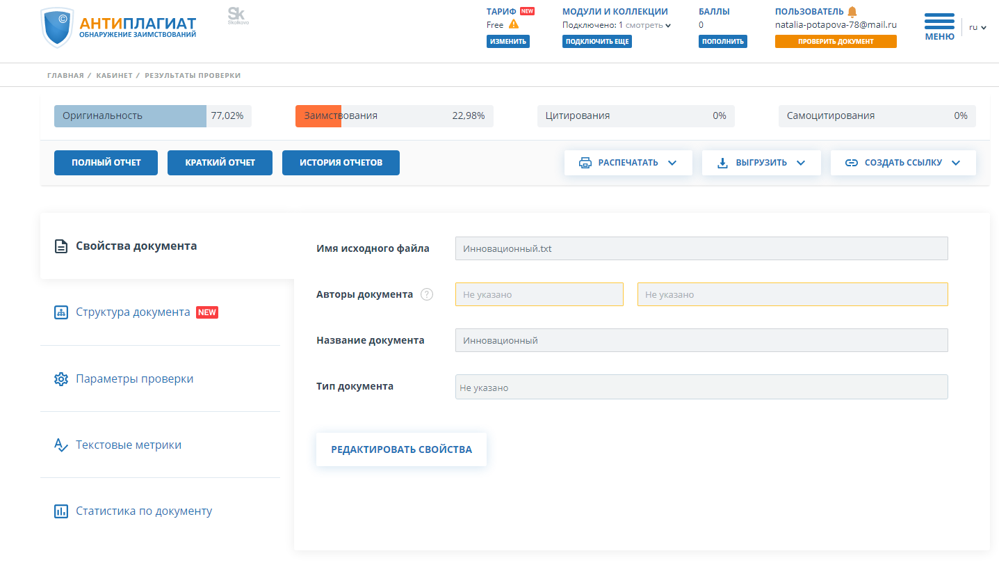 АНТИПЛАГИАТ
ОБНАРУЖЕНИЕ ЗАИМСТВОВАНИЙ
Sk
Skolkovo
ТАРИФ NEW
Free
ИЗМЕНИТЬ
МОДУЛИ И КОЛЛЕКЦИИ
Подключено: 1 смотреть
ПОДКЛЮЧИТЬ ЕЩЕ
БАЛЛЫ
0
ПОПОЛНИТЬ
ПОЛЬЗОВАТЕЛЬ
natalia-potapova-78@mail.ru
ПРОВЕРИТЬ ДОКУМЕНТ
МЕНЮ
ru
ГЛАВНАЯ / КАБИНЕТ / РЕЗУЛЬТАТЫ ПРОВЕРКИ
Оригинальность 77,02%
Заимствования 22,98%
Цитирования 0%
Самоцитирования 0%
ПОЛНЫЙ ОТЧЕТ
КРАТКИЙ ОТЧЕТ
ИСТОРИЯ ОТЧЕТОВ
РАСПЕЧАТАТЬ
ВЫГРУЗИТЬ
СОЗДАТЬ ССЫЛКУ
Свойства документа
Структура документа NEW
Параметры проверки
Текстовые метрики
Статистика по документу
Имя исходного файла Инновационный.txt
Авторы документа ? Не указано Не указано
Название документа Инновационный
Тип документа Не указано
РЕДАКТИРОВАТЬ СВОЙСТВА